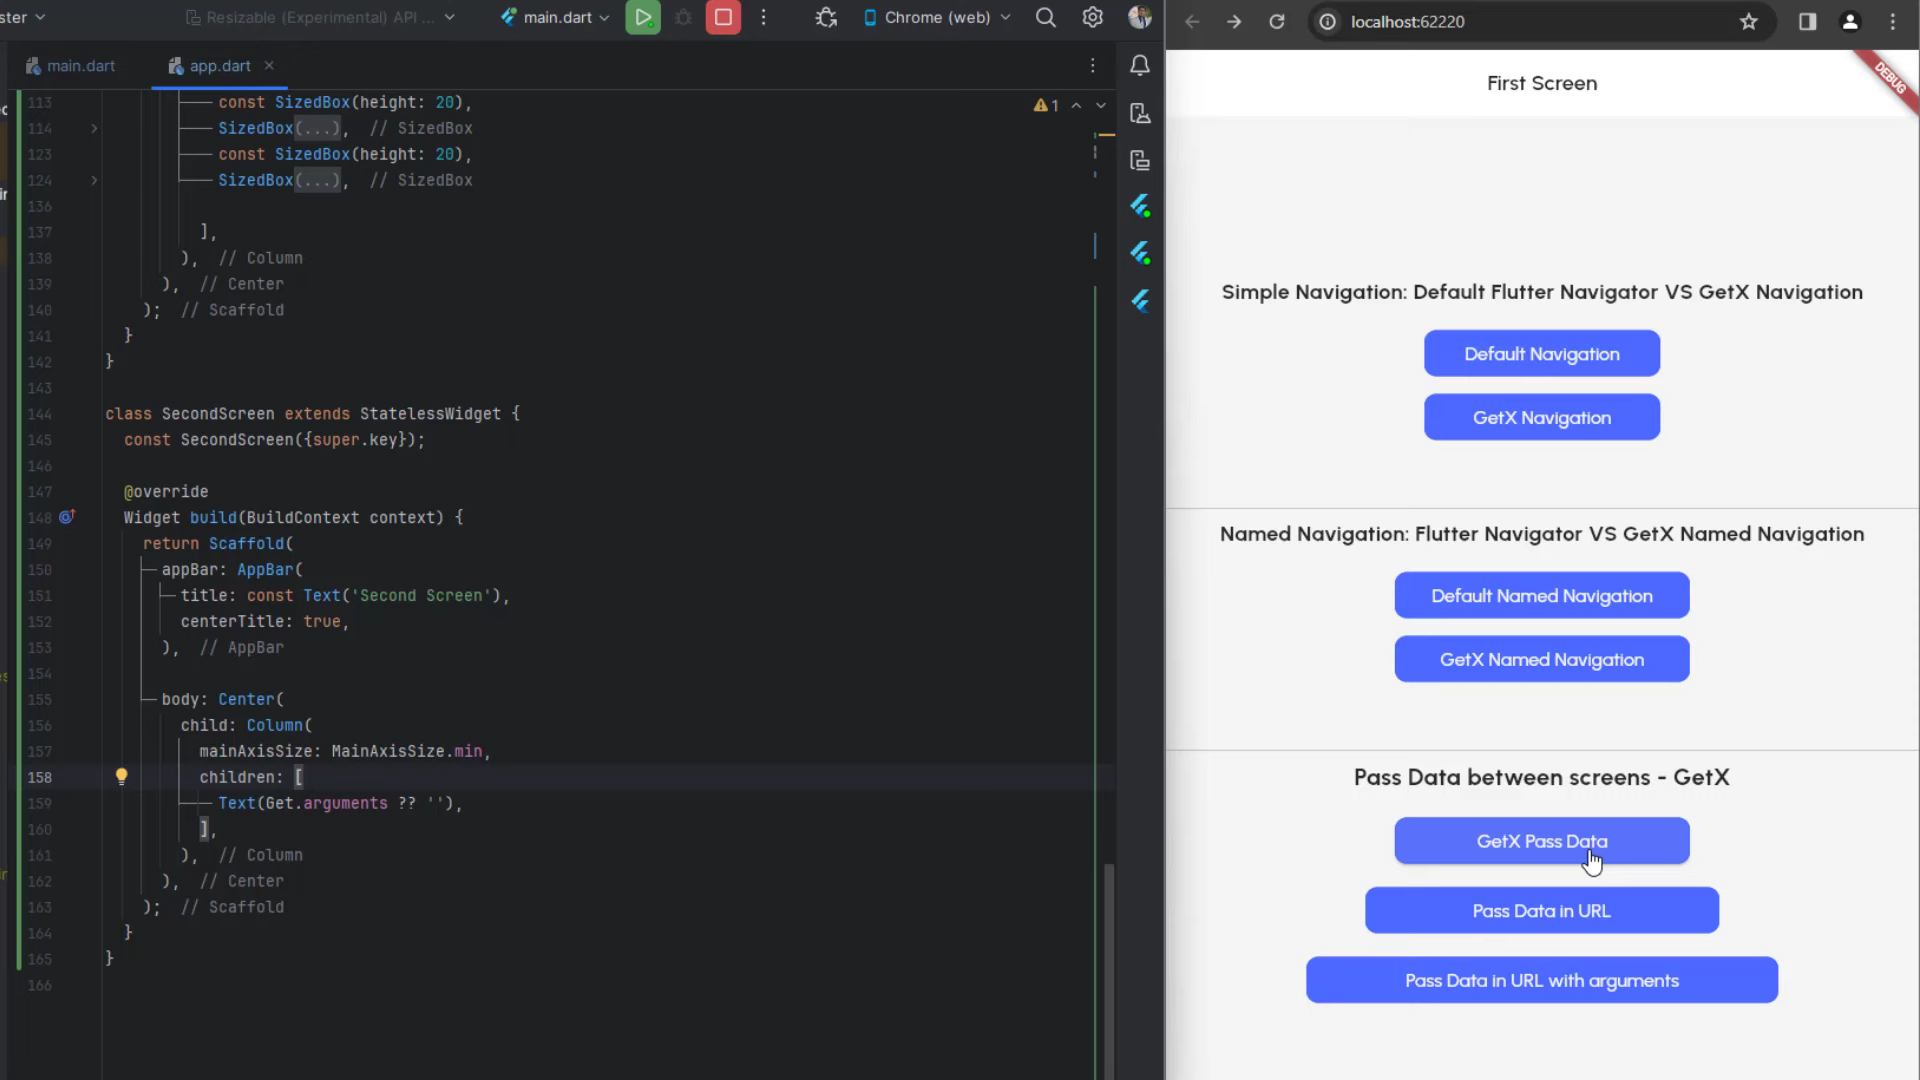 ster
Resizable (Experimental) API ...
main.dart
Chrome (web)
localhost:62220
main.dart
app.dart
1
113 const SizedBox(height: 20),
114 SizedBox(...), // SizedBox
123 const SizedBox(height: 20),
124 SizedBox(...), // SizedBox
136
137 ],
138 ), // Column
139 ), // Center
140 ); // Scaffold
141 }
142 }
143
144 class SecondScreen extends StatelessWidget {
145 const SecondScreen({super.key});
146
147 @override
148 Widget build(BuildContext context) {
149 return Scaffold(
150 appBar: AppBar(
151 title: const Text('Second Screen'),
152 centerTitle: true,
153 ), // AppBar
154
155 body: Center(
156 child: Column(
157 mainAxisSize: MainAxisSize.min,
158 children: [
159 Text(Get.arguments ?? ''),
160 ],
161 ), // Column
162 ), // Center
163 ); // Scaffold
164 }
165 }
166
First Screen
DEBUG
Simple Navigation: Default Flutter Navigator VS GetX Navigation
Default Navigation
GetX Navigation
Named Navigation: Flutter Navigator VS GetX Named Navigation
Default Named Navigation
GetX Named Navigation
Pass Data between screens - GetX
GetX Pass Data
Pass Data in URL
Pass Data in URL with arguments